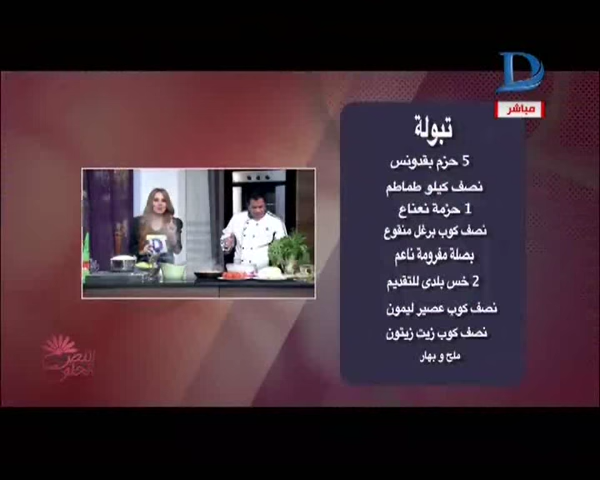 مباشر
تبولة
5 حزم بقدونس
نصف كيلو طماطم
1 حزمة نعناع
نصف كوب برغل منقوع
بصلة مفرومة ناعم
2 خس بلدى للتقديم
نصف كوب عصير ليمون
نصف كوب زيت زيتون
ملح و بهار